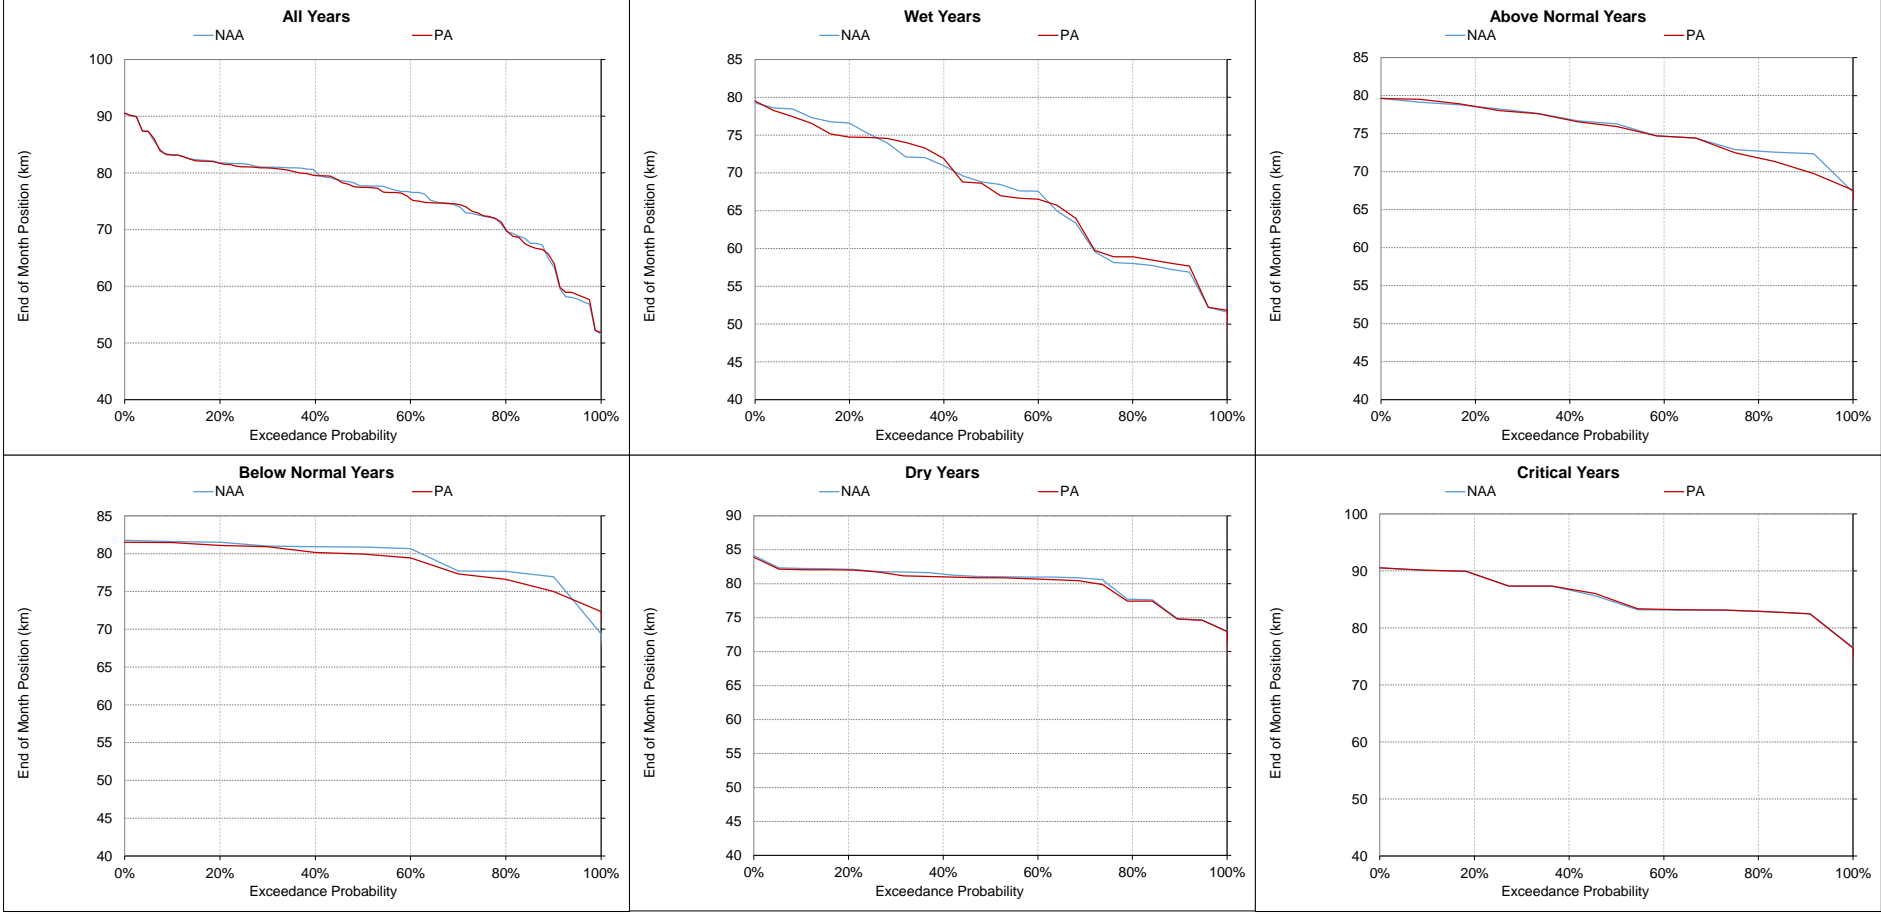 All Years
NAA PA
100
90
80
70
60
50
40
0% 20% 40% 60% 80% 100%
Exceedance Probability
End of Month Position (km)
Wet Years
NAA PA
85
80
75
70
65
60
55
50
45
40
0% 20% 40% 60% 80% 100%
Exceedance Probability
End of Month Position (km)
Above Normal Years
NAA PA
85
80
75
70
65
60
55
50
45
40
0% 20% 40% 60% 80% 100%
Exceedance Probability
End of Month Position (km)
Below Normal Years
NAA PA
85
80
75
70
65
60
55
50
45
40
0% 20% 40% 60% 80% 100%
Exceedance Probability
End of Month Position (km)
Dry Years
NAA PA
90
85
80
75
70
65
60
55
50
45
40
0% 20% 40% 60% 80% 100%
Exceedance Probability
End of Month Position (km)
Critical Years
NAA PA
100
90
80
70
60
50
40
0% 20% 40% 60% 80% 100%
Exceedance Probability
End of Month Position (km)